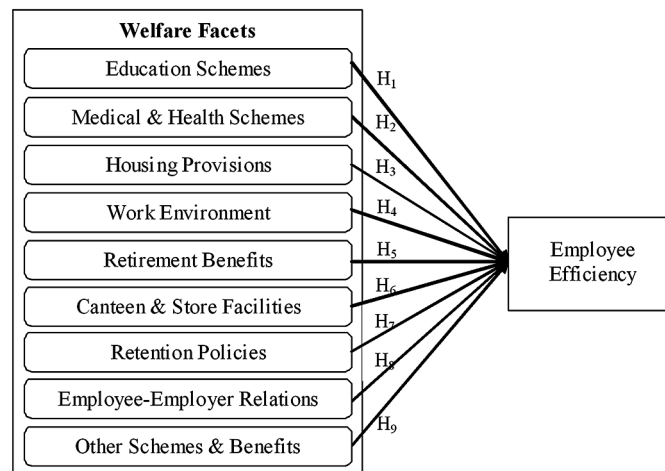 Welfare Facets
Education Schemes
Medical & Health Schemes
Housing Provisions
Work Environment
Retirement Benefits
Canteen & Store Facilities
Retention Policies
Employee-Employer Relations
Other Schemes & Benefits
H1
H2
H3
H4
H5
H6
H7
H8
H9
Employee
Efficiency